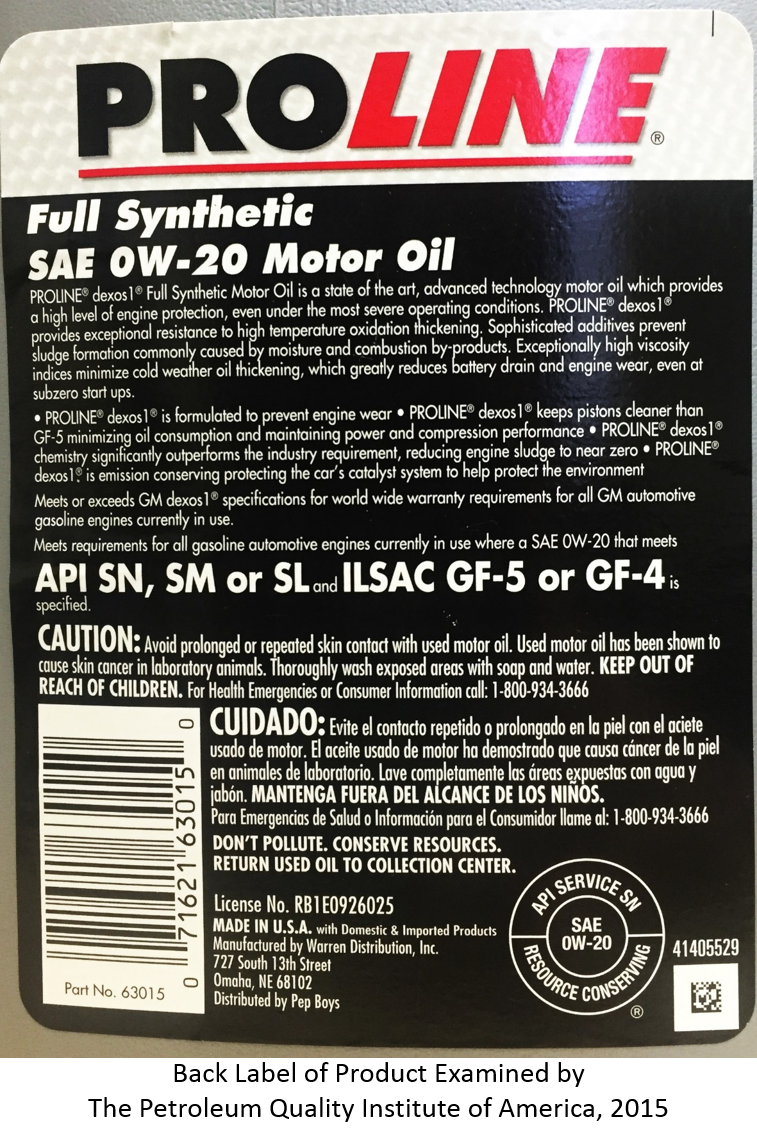 PROLINE®
Full Synthetic
SAE 0W-20 Motor Oil
PROLINE® dexos1® Full Synthetic Motor Oil is a state of the art, advanced technology motor oil which provides
a high level of engine protection, even under the most severe operating conditions. PROLINE® dexos1®
provides exceptional resistance to high temperature oxidation thickening. Sophisticated additives prevent
sludge formation commonly caused by moisture and combustion by-products. Exceptionally high viscosity
indices minimize cold weather oil thickening, which greatly reduces battery drain and engine wear, even at
subzero start ups.
• PROLINE® dexos1® is formulated to prevent engine wear • PROLINE® dexos1® keeps pistons cleaner than
GF-5 minimizing oil consumption and maintaining power and compression performance • PROLINE® dexos1®
chemistry significantly outperforms the industry requirement, reducing engine sludge to near zero • PROLINE®
dexos1® is emission conserving protecting the car's catalyst system to help protect the environment
Meets or exceeds GM dexos1® specifications for world wide warranty requirements for all GM automotive
gasoline engines currently in use.
Meets requirements for all gasoline automotive engines currently in use where a SAE 0W-20 that meets
API SN, SM or SL and ILSAC GF-5 or GF-4 is
specified.
CAUTION: Avoid prolonged or repeated skin contact with used motor oil. Used motor oil has been shown to
cause skin cancer in laboratory animals. Thoroughly wash exposed areas with soap and water. KEEP OUT OF
REACH OF CHILDREN. For Health Emergencies or Consumer Information call: 1-800-934-3666
CUIDADO: Evite el contacto repetido o prolongado en la piel con el aciete
usado de motor. El aceite usado de motor ha demostrado que causa cáncer de la piel
en animales de laboratorio. Lave completamente las áreas expuestas con agua y
jabón. MANTENGA FUERA DEL ALCANCE DE LOS NIÑOS.
Para Emergencias de Salud o Información para el Consumidor llame al: 1-800-934-3666
DON'T POLLUTE. CONSERVE RESOURCES.
RETURN USED OIL TO COLLECTION CENTER.
License No. RB1E0926025
MADE IN U.S.A. with Domestic & Imported Products
Manufactured by Warren Distribution, Inc.
727 South 13th Street
Omaha, NE 68102
Distributed by Pep Boys
0 71621 63015 0
Part No. 63015
API SERVICE SN
SAE
0W-20
RESOURCE CONSERVING
®
41405529
Back Label of Product Examined by
The Petroleum Quality Institute of America, 2015